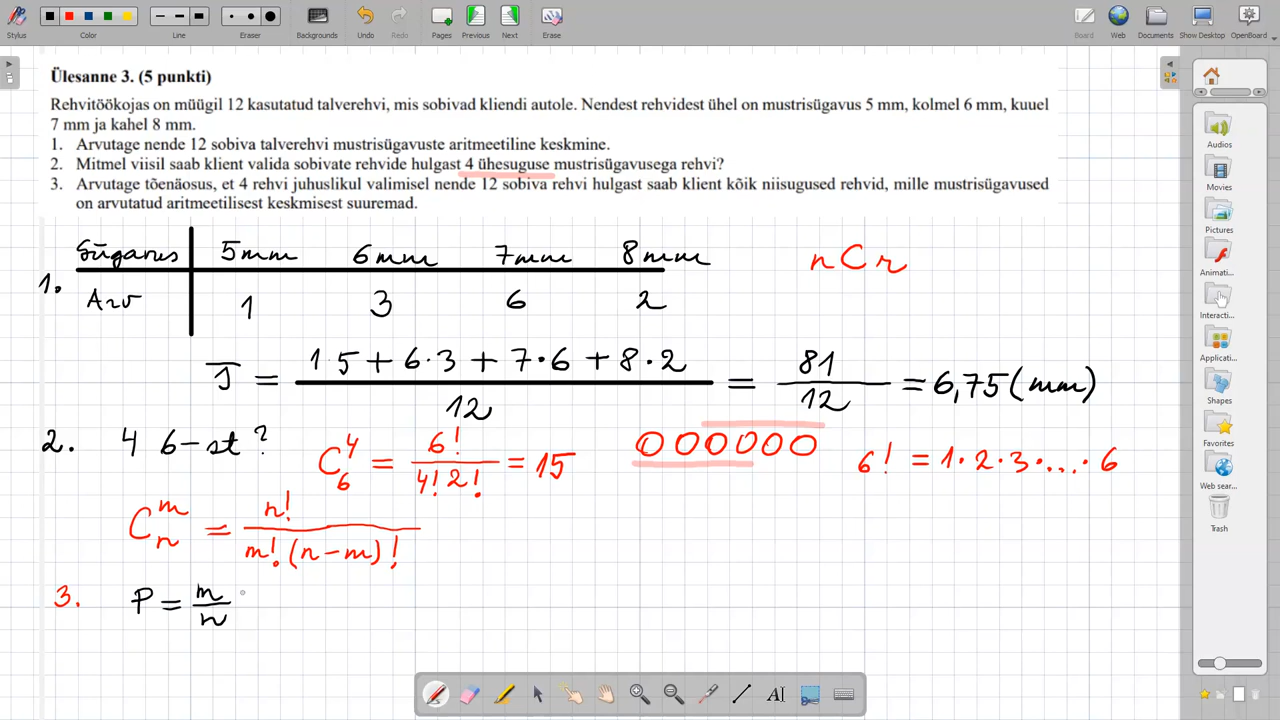 Stylus Color Line Eraser Backgrounds Undo Redo Pages Previous Next Erase Board Web Documents Show Desktop OpenBoard
Ülesanne 3. (5 punkti)
Rehvitöökojas on müügil 12 kasutatud talverehvi, mis sobivad kliendi autole. Nendest rehvidest ühel on mustrisügavus 5 mm, kolmel 6 mm, kuuel
7 mm ja kahel 8 mm.
1. Arvutage nende 12 sobiva talverehvi mustrisügavuste aritmeetiline keskmine.
2. Mitmel viisil saab klient valida sobivate rehvide hulgast 4 ühesuguse mustrisügavusega rehvi?
3. Arvutage tõenäosus, et 4 rehvi juhuslikul valimisel nende 12 sobiva rehvi hulgast saab klient kõik niisugused rehvid, mille mustrisügavused
on arvutatud aritmeetilisest keskmisest suuremad.
Sügavus 5mm 6mm 7mm 8mm
nCr
1. Arv 1 3 6 2
1·5+6·3+7·6+8·2 / 12 = 81/12 = 6,75(mm)
2. 4 6-st? C₆⁴ = 6!/4!2! = 15
6! = 1·2·3·...·6
Cₙᵐ = n!/m!(n-m)!
3. P = m/n
Audios
Movies
Pictures
Animati...
Interacti...
Applicati...
Shapes
Favorites
Web sear...
Trash